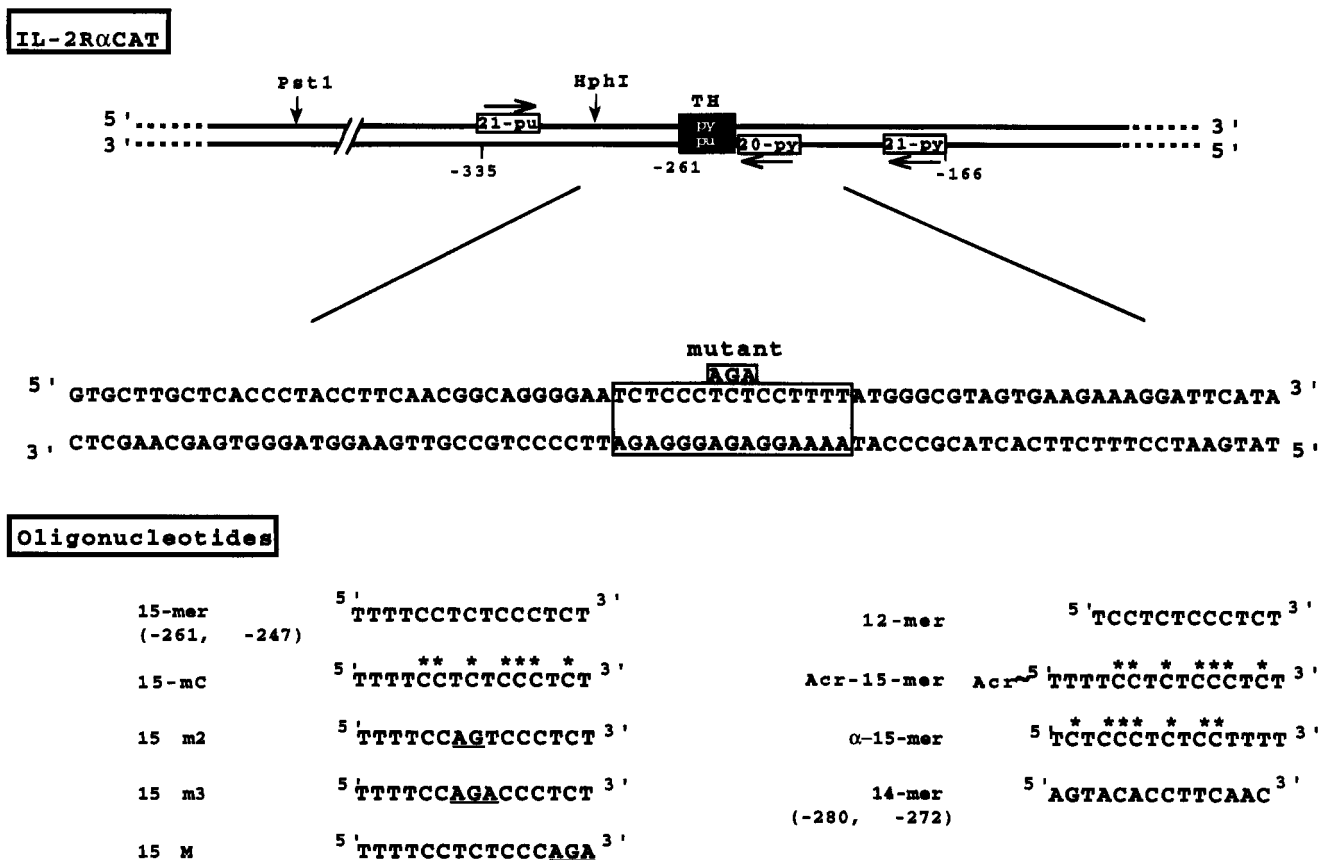 IL-2RαCAT
Pst1
HphI
TH
5'
21-pu
py
3'
3'
pu
20-py
21-py
5'
-335
-261
-166
mutant
AGA
5' GTGCTTGCTCACCCTACCTTCAACGGCAGGGGAATCTCCCTCTCCTTTTATGGGCGTAGTGAAGAAAGGATTCATA 3'
3' CTCGAACGAGTGGGATGGAAGTTGCCGTCCCCTTAGAGGGAGAGGAAAATACCCGCATCACTTCTTTCCTAAGTAT 5'
Oligonucleotides
15-mer 5' TTTTCCTCTCCCTCT 3'
(-261, -247)
** * *** *
15-mC 5' TTTTCCTCTCCCTCT 3'
15 m2 5' TTTTCCAGTCCCTCT 3'
15 m3 5' TTTTCCAGACCCTCT 3'
15 M 5' TTTTCCTCTCCCAGA
12-mer 5' TCCTCTCCCTCT 3'
** * *** *
Acr-15-mer Acr~5' TTTTCCTCTCCCTCT 3'
* *** * **
α-15-mer 5' TCTCCCTCTCCTTTT 3'
14-mer 5' AGTACACCTTCAAC 3'
(-280, -272)